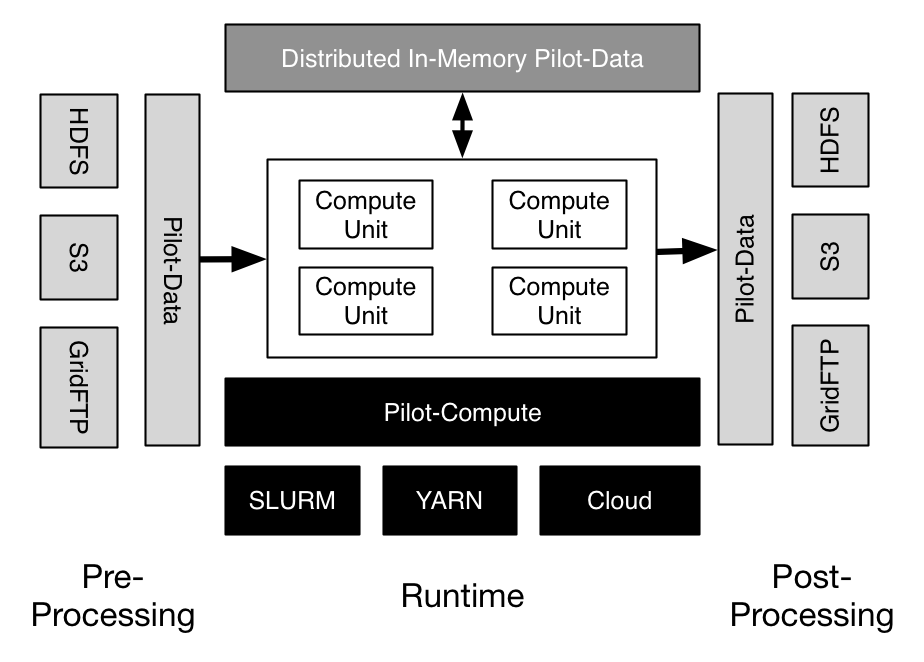 Distributed In-Memory Pilot-Data
HDFS
S3
GridFTP
Pilot-Data
Compute
Unit
Compute
Unit
Compute
Unit
Compute
Unit
Pilot-Data
HDFS
S3
GridFTP
Pilot-Compute
SLURM
YARN
Cloud
Pre-
Processing
Runtime
Post-
Processing